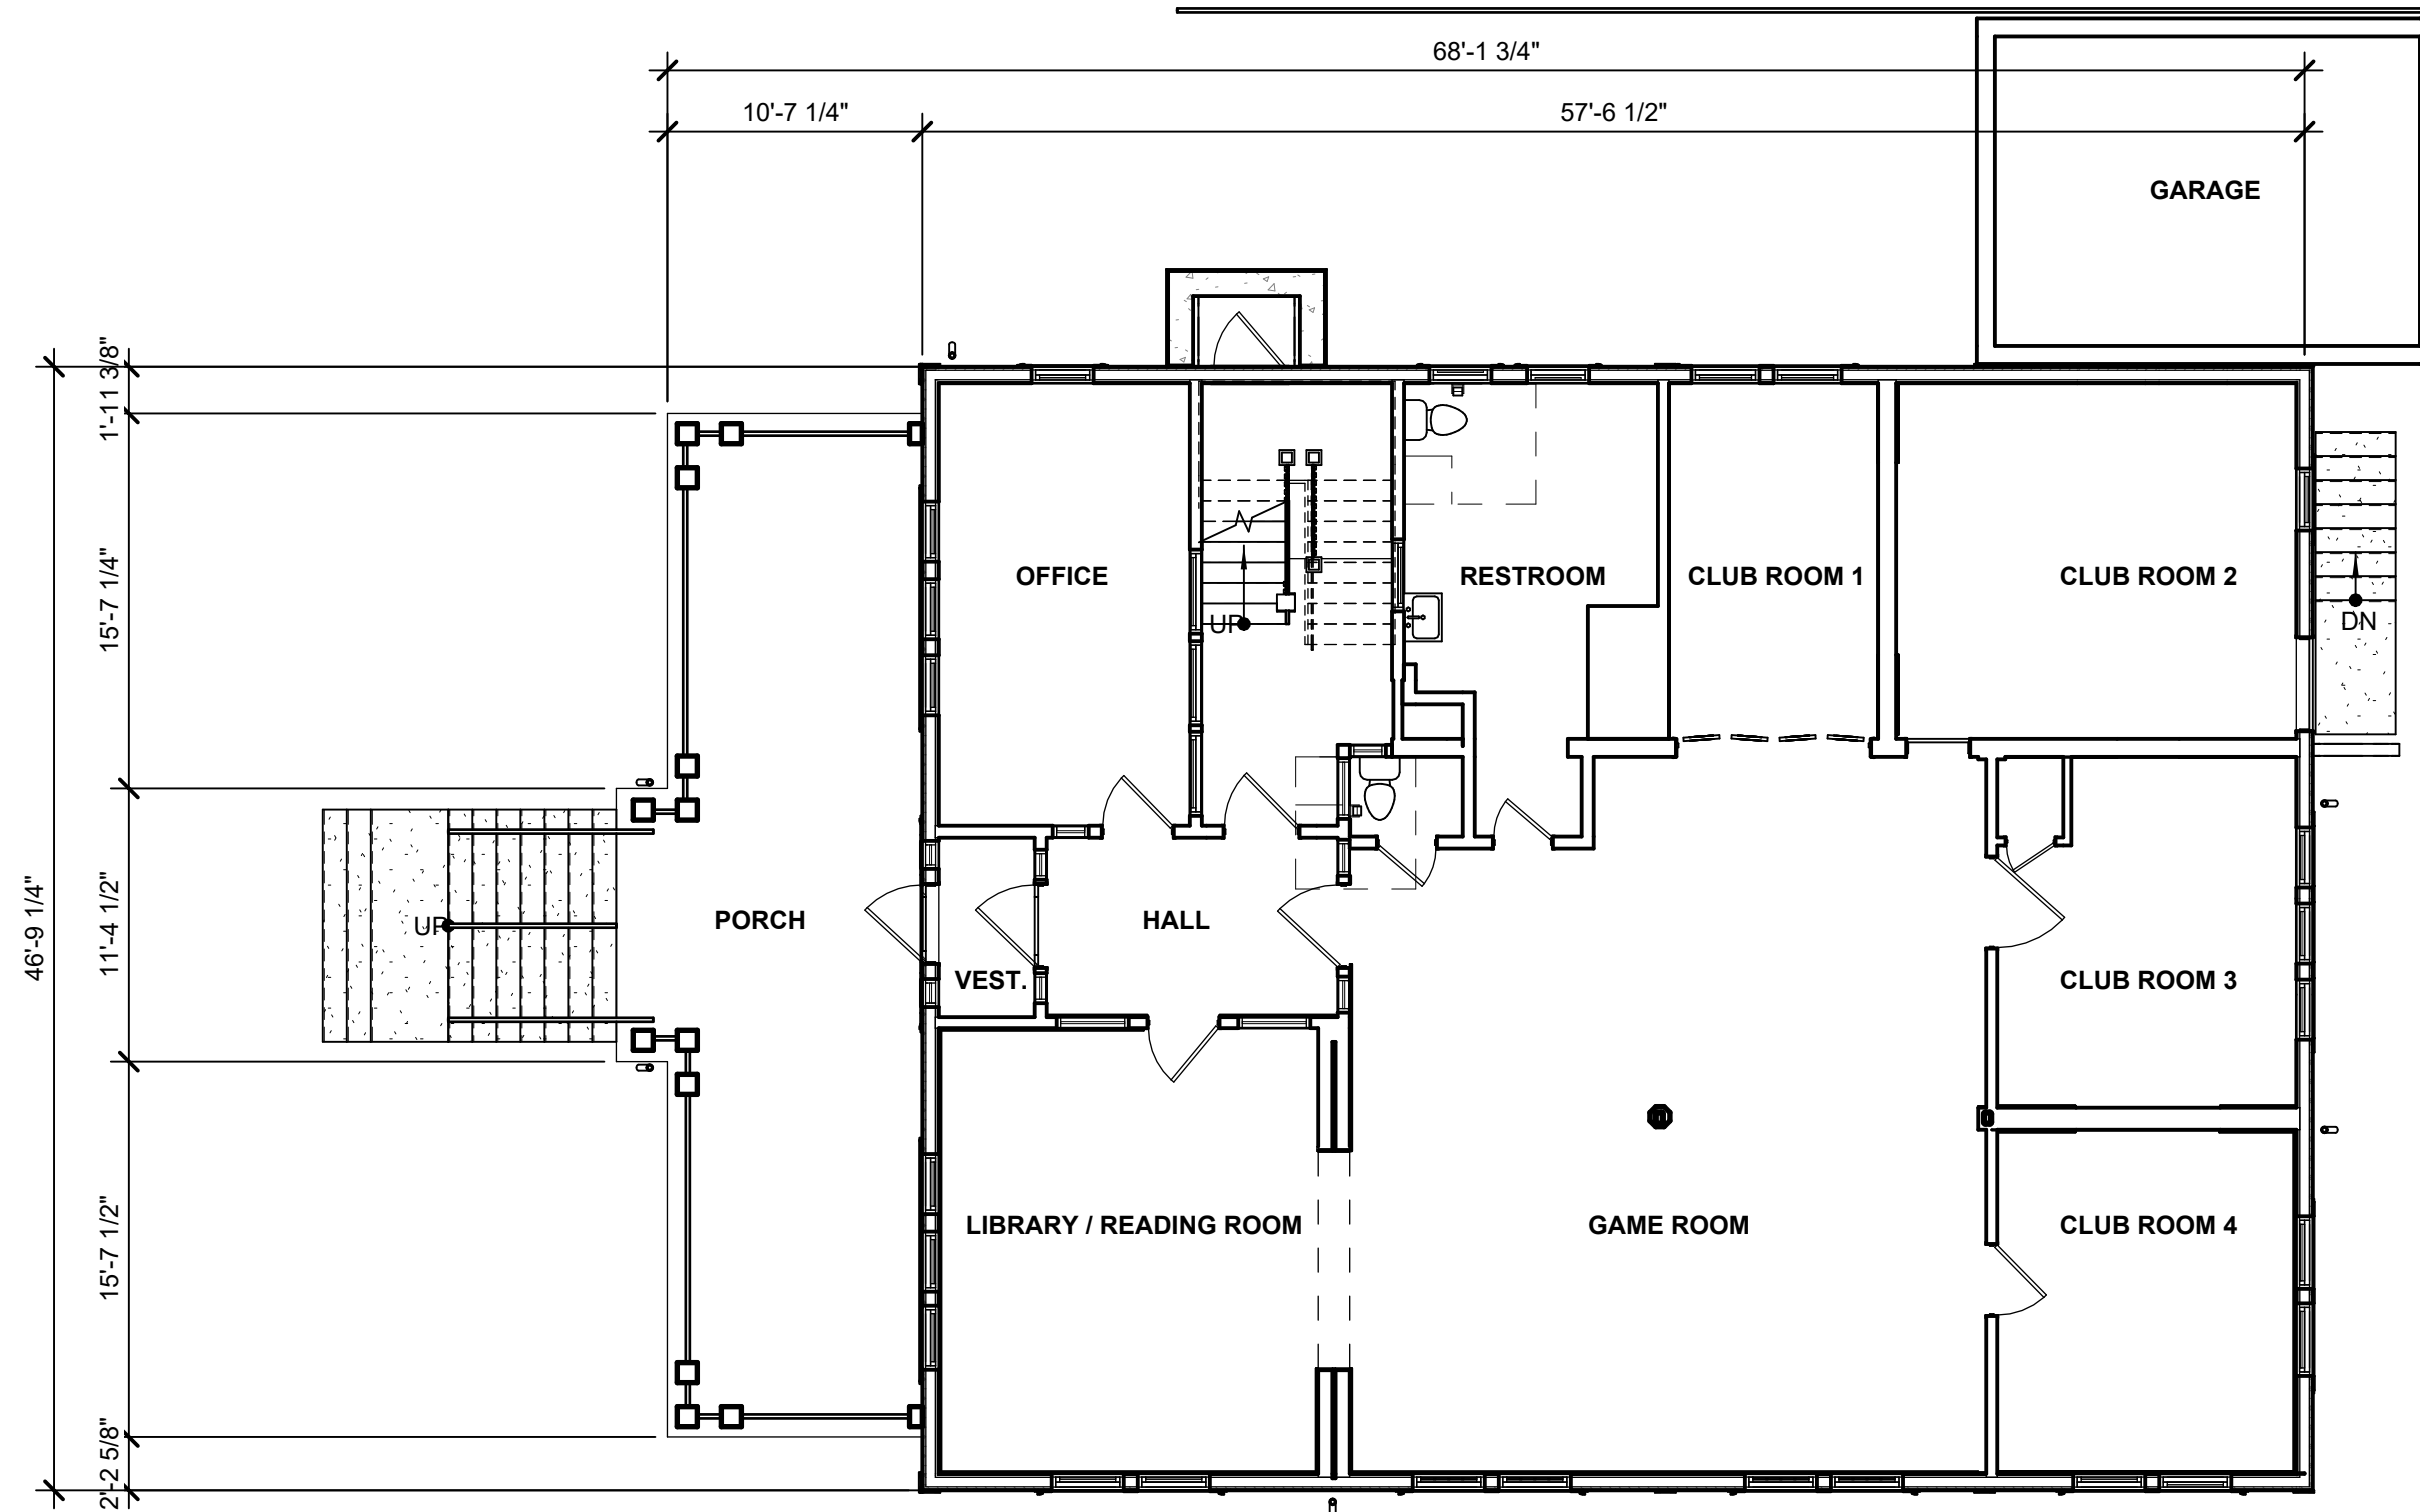 68'-1 3/4"
10'-7 1/4"
57'-6 1/2"
GARAGE
1'-11 3/8"
15'-7 1/4"
OFFICE
RESTROOM
CLUB ROOM 1
CLUB ROOM 2
UP
DN
46'-9 1/4"
11'-4 1/2"
UP
PORCH
HALL
VEST.
CLUB ROOM 3
15'-7 1/2"
LIBRARY / READING ROOM
GAME ROOM
CLUB ROOM 4
2'-2 5/8"